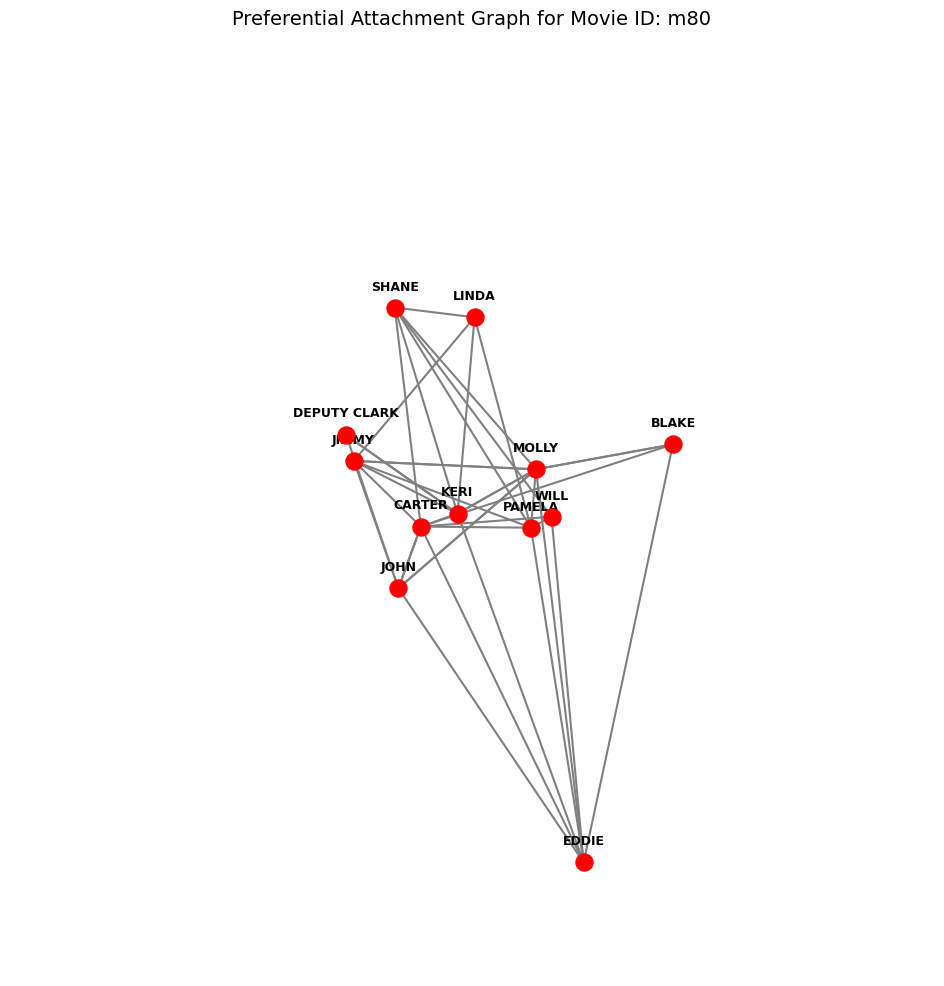 Preferential Attachment Graph for Movie ID: m80
SHANE
LINDA
DEPUTY CLARK
BLAKE
JIMMY
MOLLY
KERI
WILL
CARTER
PAMELA
JOHN
EDDIE